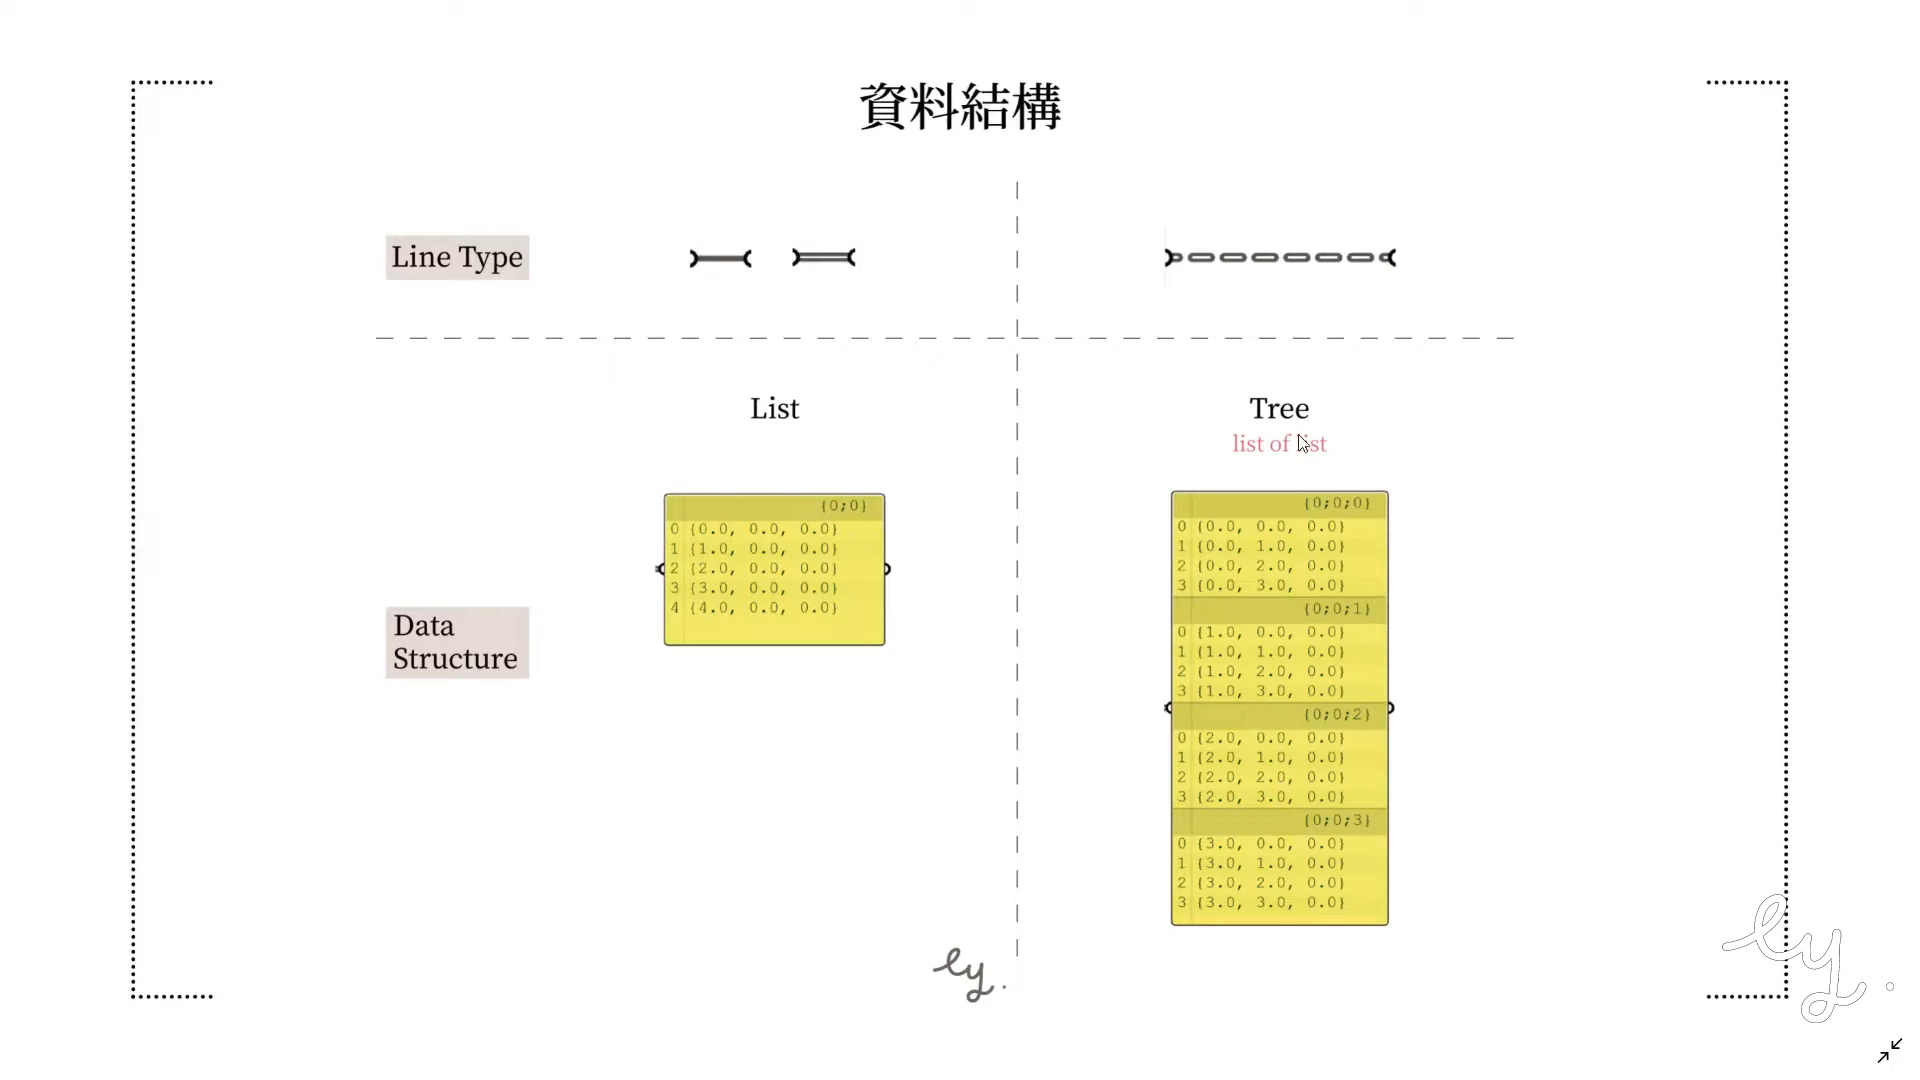 資料結構
Line Type
List
Tree
list of list
Data
Structure
{0;0}
0 {0.0, 0.0, 0.0}
1 {1.0, 0.0, 0.0}
2 {2.0, 0.0, 0.0}
3 {3.0, 0.0, 0.0}
4 {4.0, 0.0, 0.0}
{0;0;0}
0 {0.0, 0.0, 0.0}
1 {0.0, 1.0, 0.0}
2 {0.0, 2.0, 0.0}
3 {0.0, 3.0, 0.0}
{0;0;1}
0 {1.0, 0.0, 0.0}
1 {1.0, 1.0, 0.0}
2 {1.0, 2.0, 0.0}
3 {1.0, 3.0, 0.0}
{0;0;2}
0 {2.0, 0.0, 0.0}
1 {2.0, 1.0, 0.0}
2 {2.0, 2.0, 0.0}
3 {2.0, 3.0, 0.0}
{0;0;3}
0 {3.0, 0.0, 0.0}
1 {3.0, 1.0, 0.0}
2 {3.0, 2.0, 0.0}
3 {3.0, 3.0, 0.0}
ly.
ly.